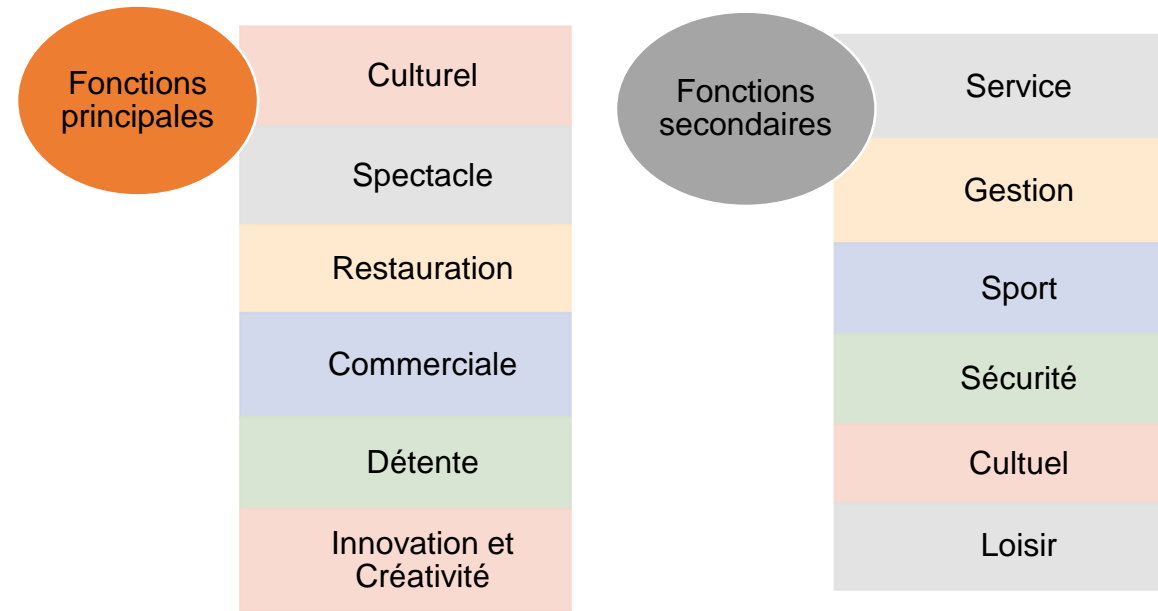 Fonctions
principales
Culturel
Spectacle
Restauration
Commerciale
Détente
Innovation et
Créativité
Fonctions
secondaires
Service
Gestion
Sport
Sécurité
Cultuel
Loisir